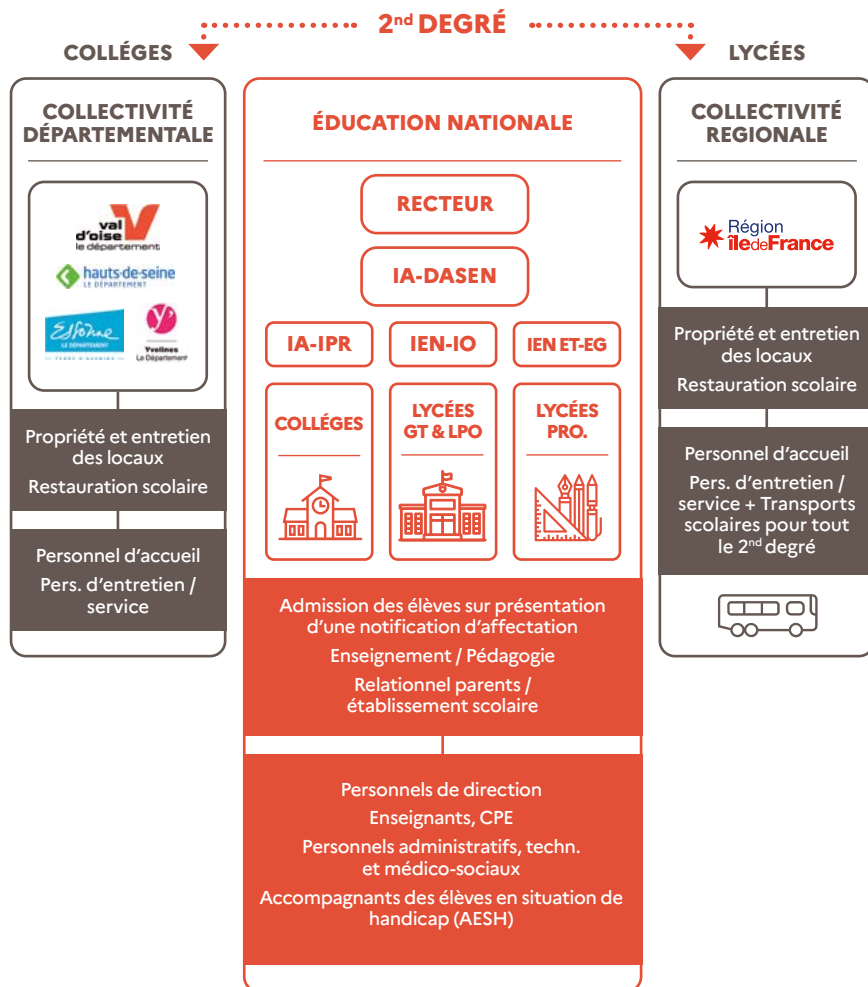 2nd DEGRÉ
COLLÉGES
LYCÉES
COLLECTIVITÉ
DÉPARTEMENTALE
val
d'oise
le département
hauts-de-seine
LE DÉPARTEMENT
Essonne
LE DÉPARTEMENT
TERRE D'AVENIRS
y'
Yvelines
Le Département
Propriété et entretien
des locaux
Restauration scolaire
Personnel d'accueil
Pers. d'entretien /
service
ÉDUCATION NATIONALE
RECTEUR
IA-DASEN
IA-IPR
IEN-IO
IEN ET-EG
COLLÉGES
LYCÉES
GT & LPO
LYCÉES
PRO.
Admission des élèves sur présentation
d'une notification d'affectation
Enseignement / Pédagogie
Relationnel parents /
établissement scolaire
Personnels de direction
Enseignants, CPE
Personnels administratifs, techn.
et médico-sociaux
Accompagnants des élèves en situation de
handicap (AESH)
COLLECTIVITÉ
REGIONALE
Région
îledeFrance
Propriété et entretien
des locaux
Restauration scolaire
Personnel d'accueil
Pers. d'entretien /
service + Transports
scolaires pour tout
le 2nd degré